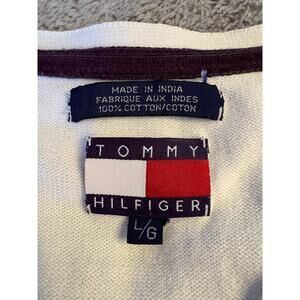 MADE IN INDIA
FABRIQUE AUX INDES
100% COTTON/COTON
TOMMY
HILFIGER
L/G